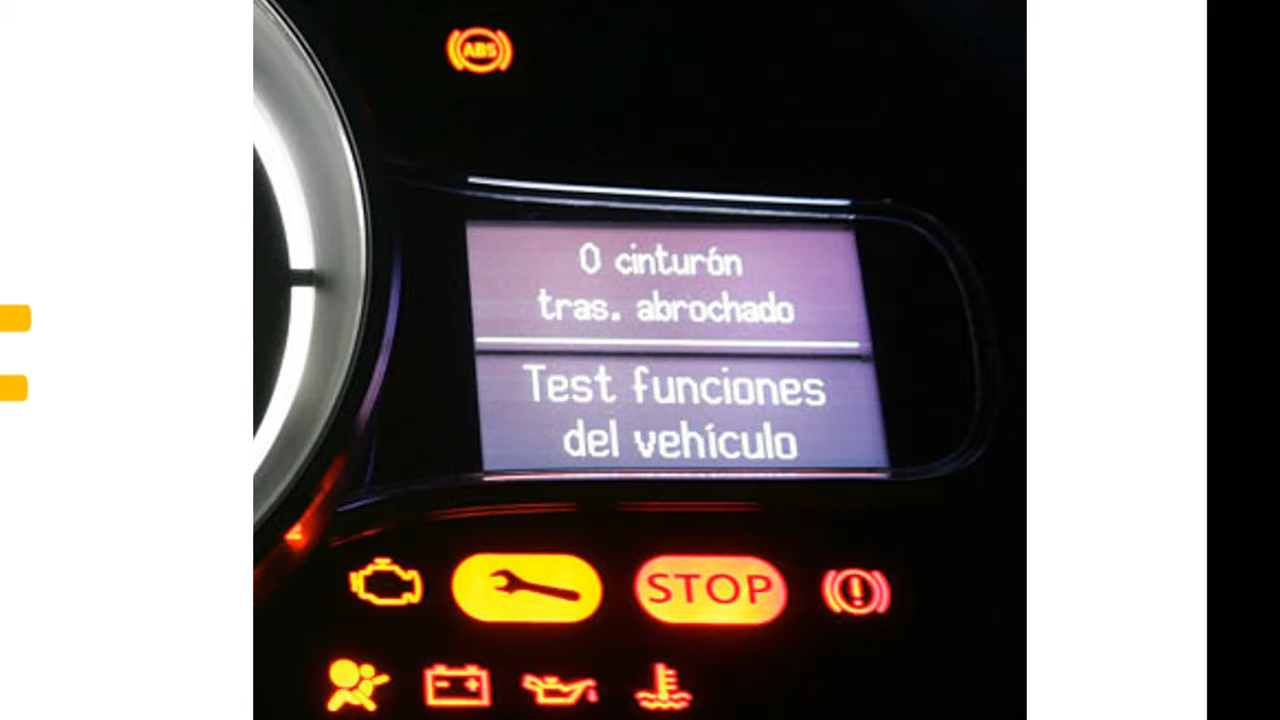 ABS
0 cinturón
tras. abrochado
Test funciones
del vehículo
STOP